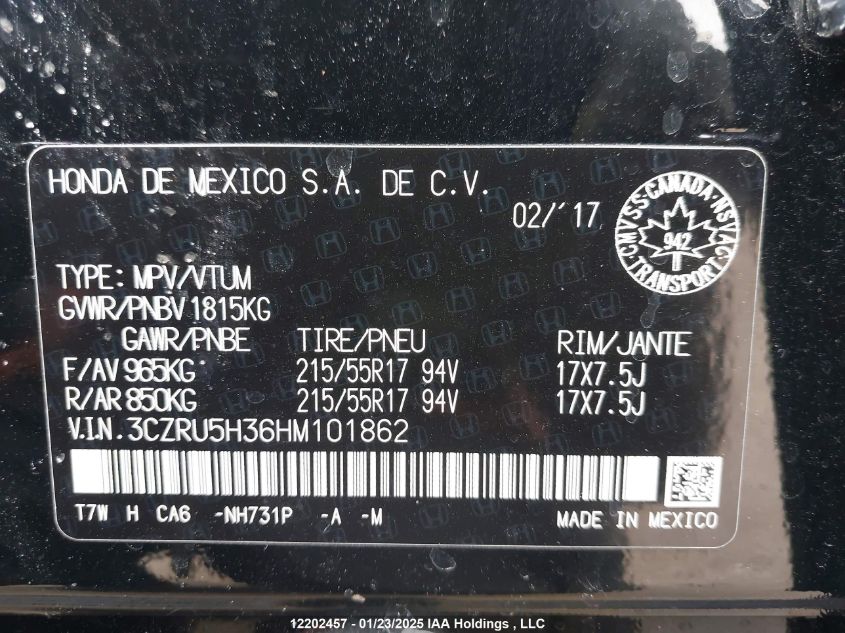 HONDA DE MEXICO S.A. DE C.V.
02/'17
CMVSS·CANADA·NSVAC
942
TRANSPORT
TYPE: MPV/VTUM
GVWR/PNBV 1815KG
GAWR/PNBE TIRE/PNEU RIM/JANTE
F/AV 965KG 215/55R17 94V 17X7.5J
R/AR 850KG 215/55R17 94V 17X7.5J
V.I.N. 3CZRU5H36HM101862
T7W H CA6 -NH731P -A -M MADE IN MEXICO
12202457 - 01/23/2025 IAA Holdings , LLC